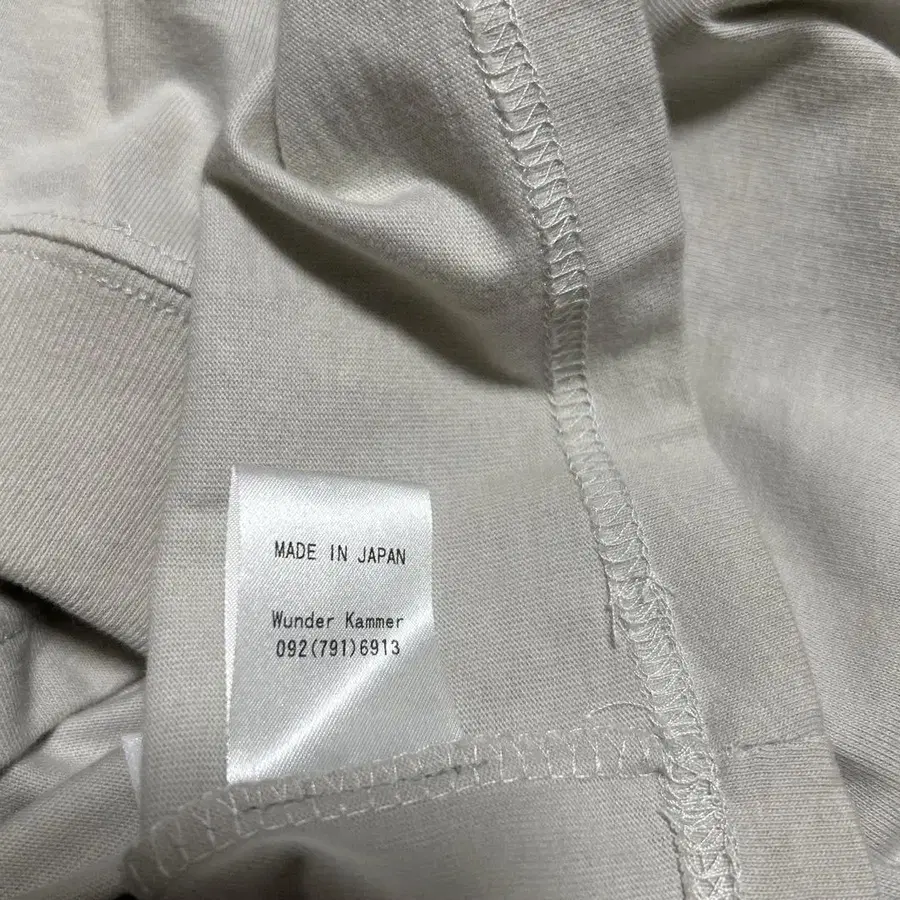 MADE IN JAPAN
Wunder Kammer
092(791)6913